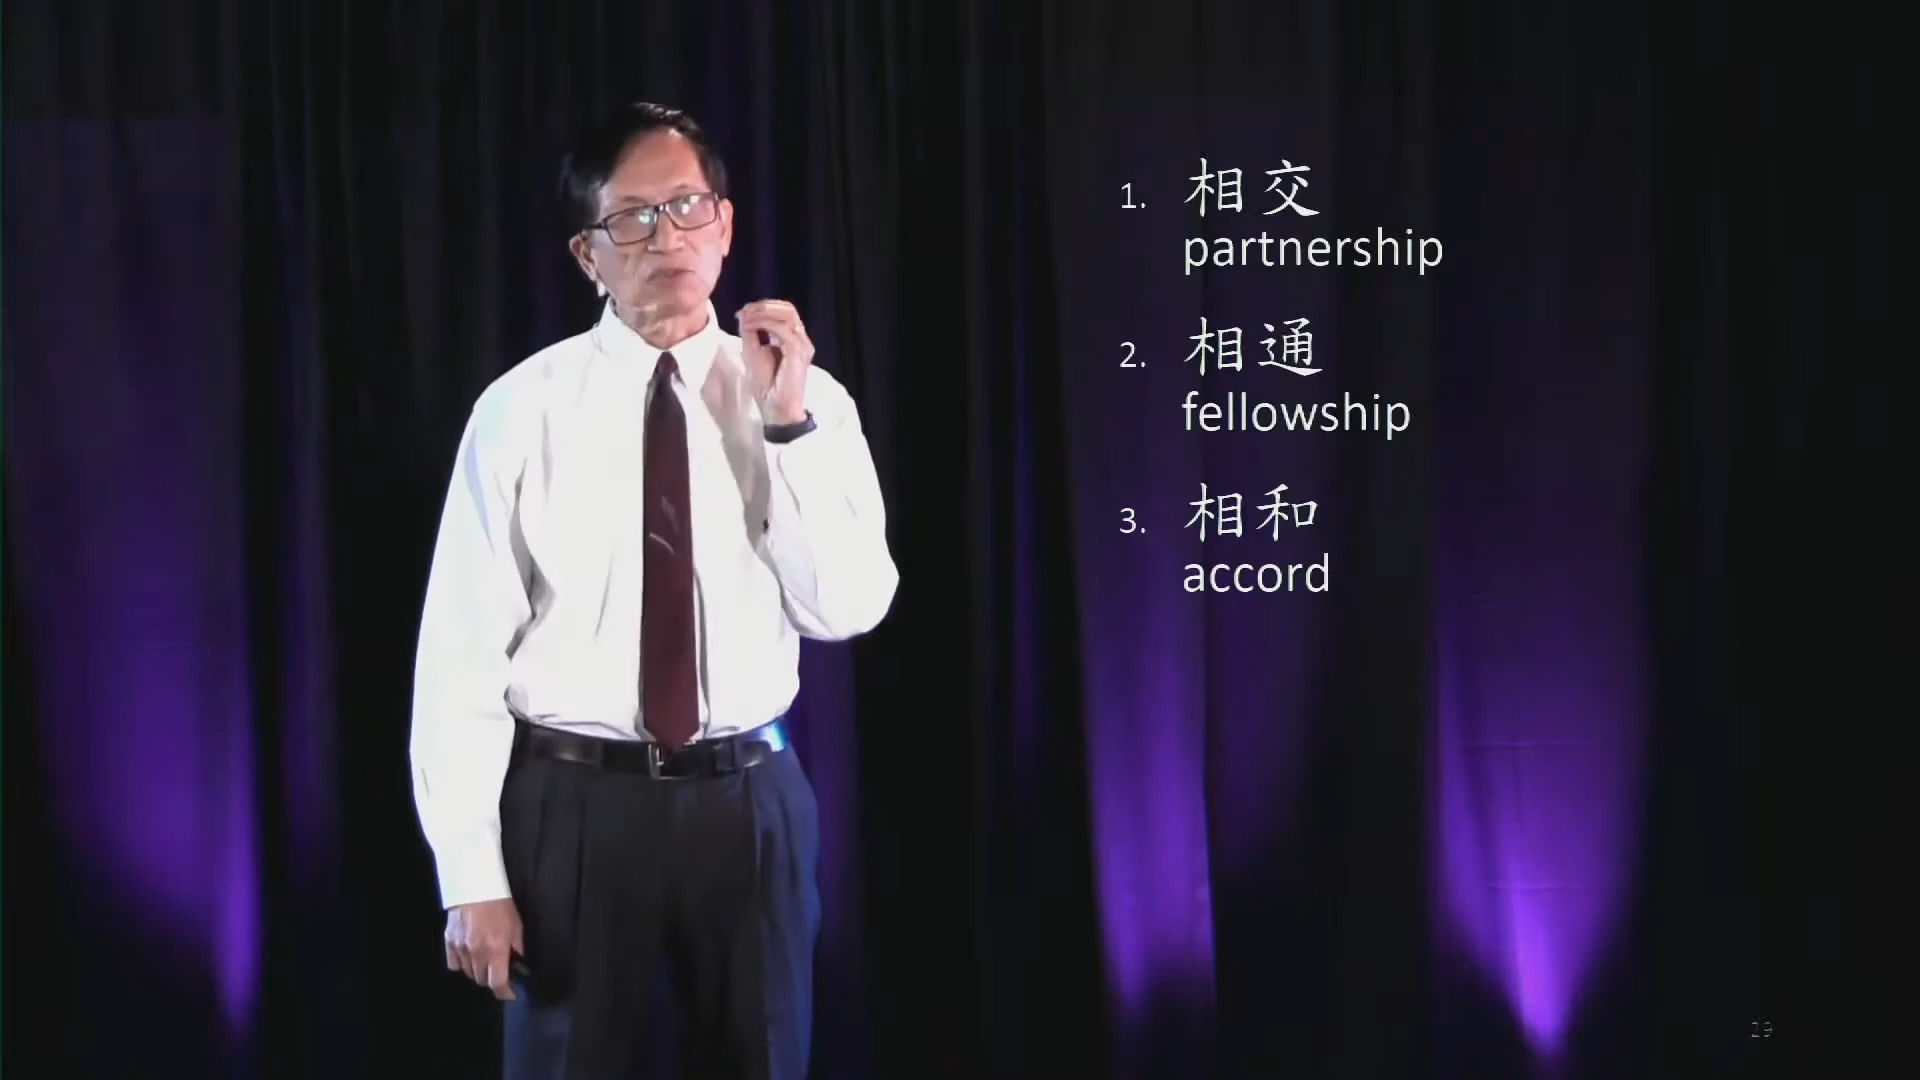 1. 相交
partnership
2. 相通
fellowship
3. 相和
accord
29